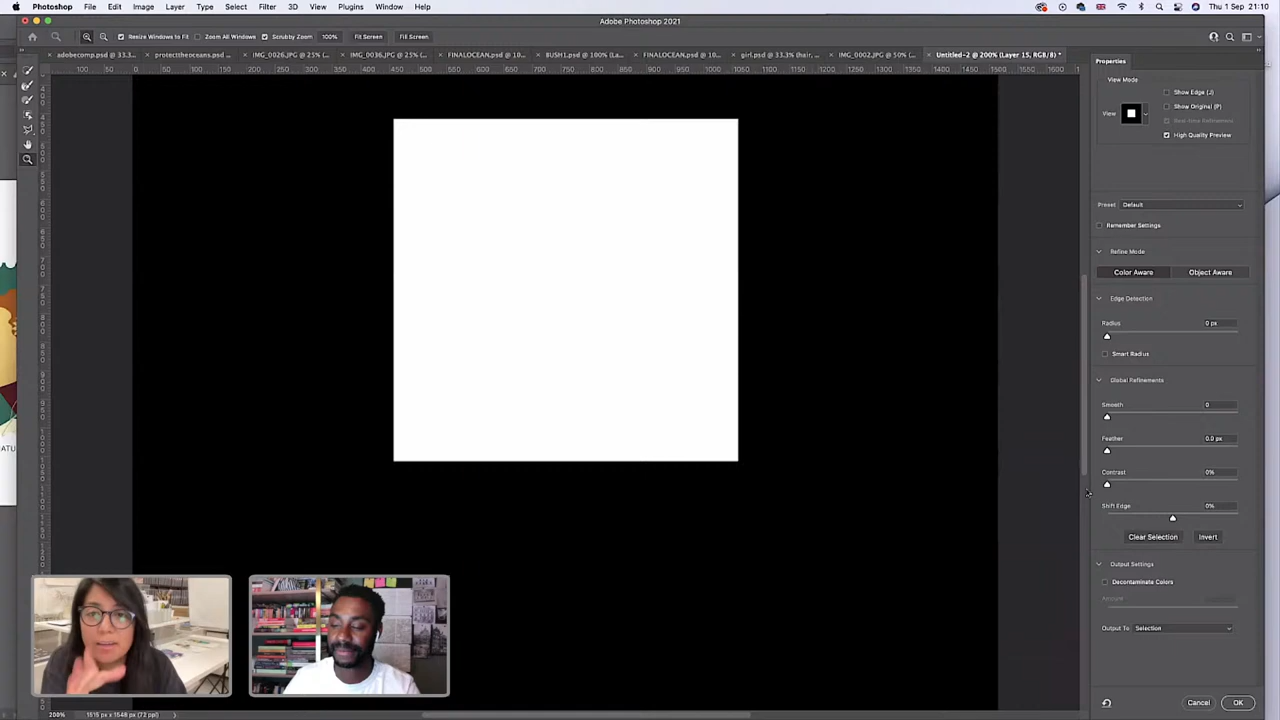 Photoshop File Edit Image Layer Type Select Filter 3D View Plugins Window Help Thu 1 Sep 21:10
Adobe Photoshop 2021
Resize Windows to Fit Zoom All Windows Scrubby Zoom 100% Fit Screen Fill Screen
adobecomp.psd @ 33.3... protecttheoceans.psd ... IMG_0026.JPG @ 25% (... IMG_0036.JPG @ 25% (... FINALOCEAN.psd @ 10... BUSH1.psd @ 100% (La... FINALOCEAN.psd @ 10... girl.psd @ 33.3% (hair, ... IMG_0002.JPG @ 50% (... Untitled-2 @ 200% (Layer 15, RGB/8) *
100 50 0 50 100 150 200 250 300 350 400 450 500 550 600 650 700 750 800 850 900 950 1000 1050 1100 1150 1200 1250 1300 1350 1400 1450 1500 1550 1600 1
Properties
View Mode
Show Edge (J)
Show Original (P)
View
Real-time Refinement
High Quality Preview
Preset Default
Remember Settings
Refine Mode
Color Aware Object Aware
Edge Detection
Radius 0 px
Smart Radius
Global Refinements
Smooth 0
Feather 0.0 px
Contrast 0%
Shift Edge 0%
Clear Selection Invert
Output Settings
Decontaminate Colors
Amount
Output To Selection
Cancel OK
200% 1515 px x 1548 px (72 ppi)